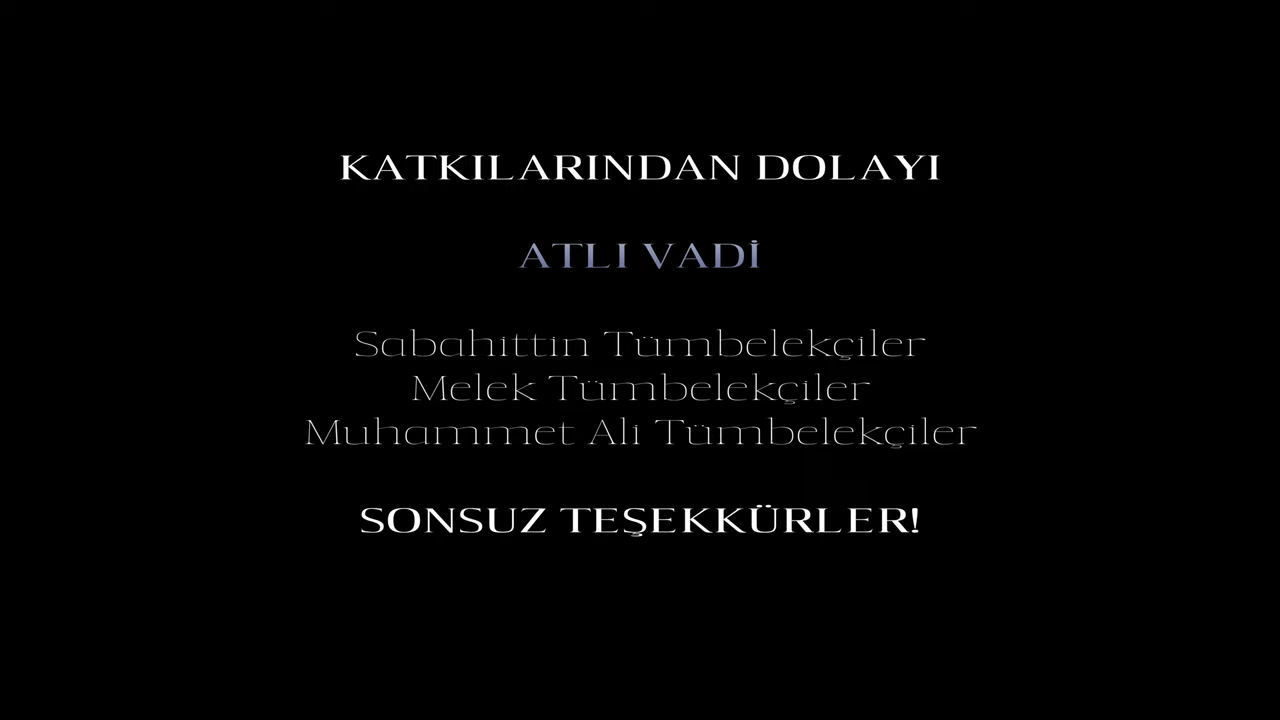 KATKILARINDAN DOLAYI
ATLI VADİ
Sabahittin Tümbelekçiler
Melek Tümbelekçiler
Muhammet Ali Tümbelekçiler
SONSUZ TEŞEKKÜRLER!